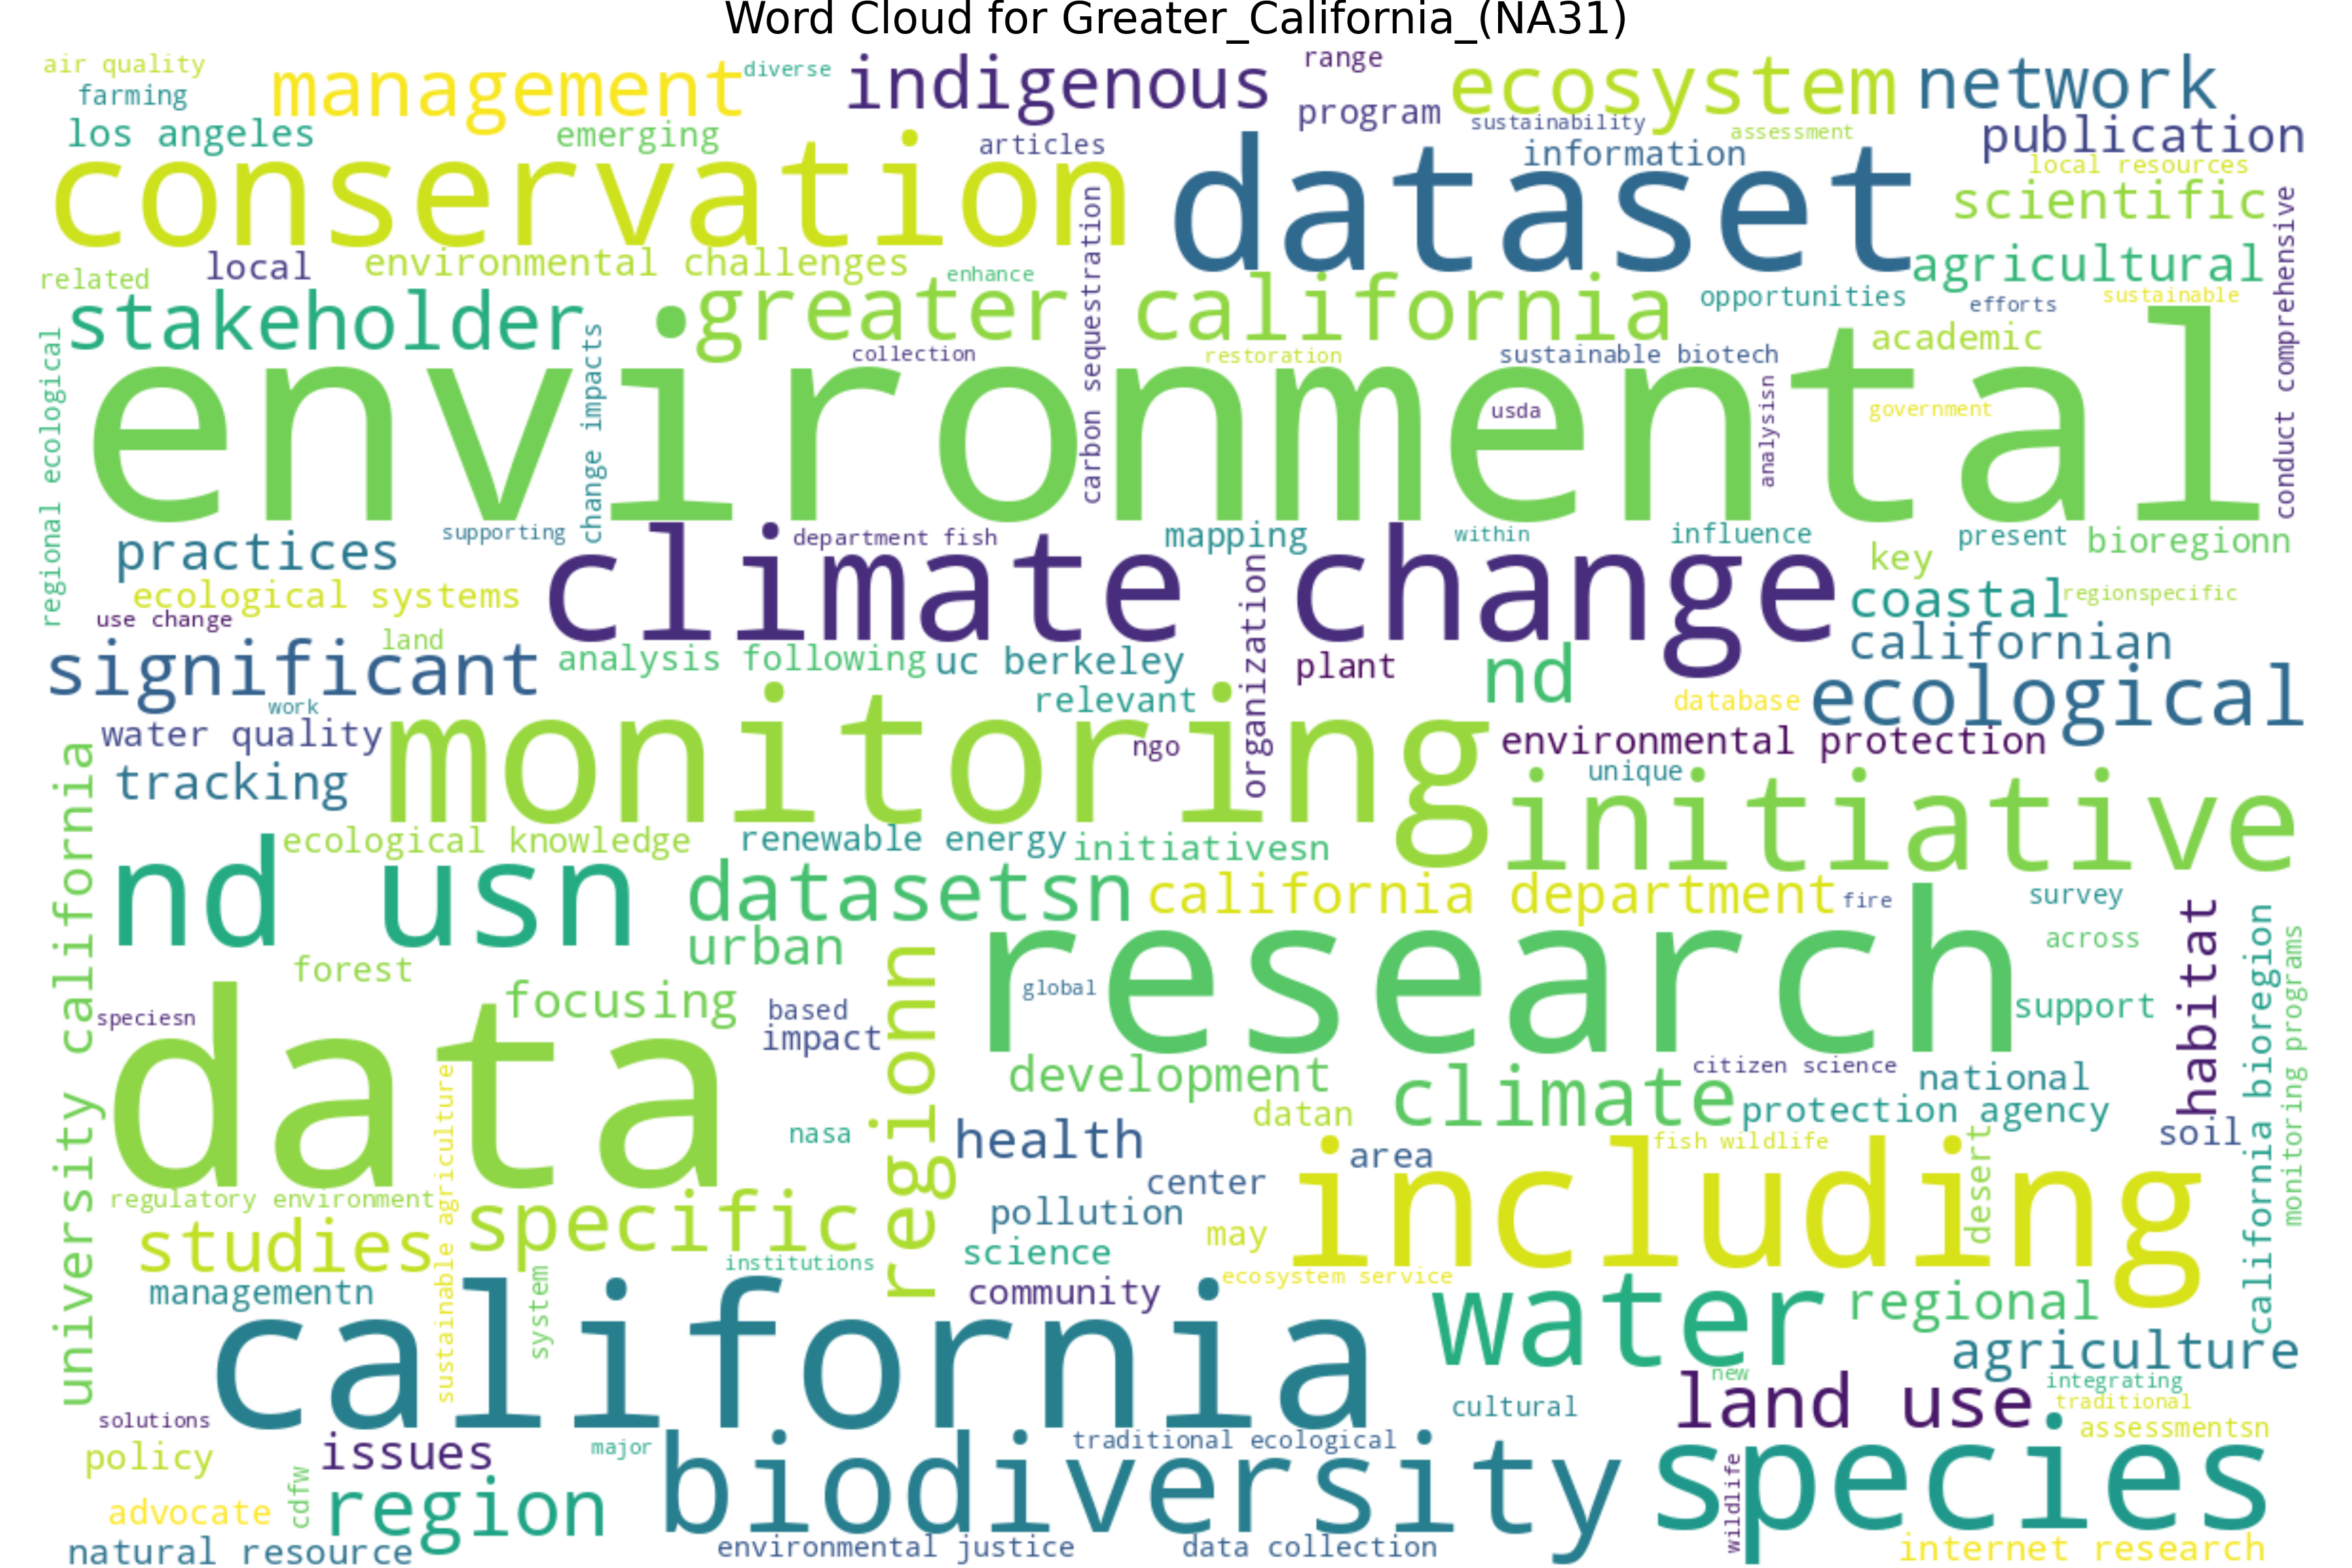 Word Cloud for Greater_California_(NA31)
air quality
farming
management
diverse
indigenous
range
program
ecosystem
network
los angeles
emerging
articles
sustainability
assessment
publication
conservation
dataset
information
local resources
scientific
related
local
environmental challenges
enhance
carbon sequestration
agricultural
conduct comprehensive
stakeholder
greater california
opportunities
efforts
sustainable
regional ecological
change impacts
collection
restoration
sustainable biotech
academic
environmental
usda
analysisn
government
practices
supporting
climate change
department fish
mapping
within
influence
key
present
bioregionn
ecological systems
use change
land
organization
coastal
regionspecific
californian
significant
analysis following
uc berkeley
plant
nd
work
relevant
database
ecological
water quality
monitoring
ngo
environmental protection
tracking
unique
initiative
university california
ecological knowledge
renewable energy
initiativesn
nd usn
datasetsn
california department
fire
survey
habitat
california bioregion
urban
regionn
research
across
monitoring programs
forest
focusing
global
support
data
speciesn
based
impact
development
citizen science
national
climate
datan
protection agency
sustainable agriculture
nasa
health
fish wildlife
desert
soil
area
including
center
regulatory environment
specific
pollution
may
studies
institutions
science
ecosystem service
managementn
system
community
water
regional
california
agriculture
new
land use
integrating
cultural
traditional
solutions
assessmentsn
policy
issues
major
traditional ecological
biodiversity
species
wildlife
advocate
cdfw
region
natural resource
environmental justice
data collection
internet research